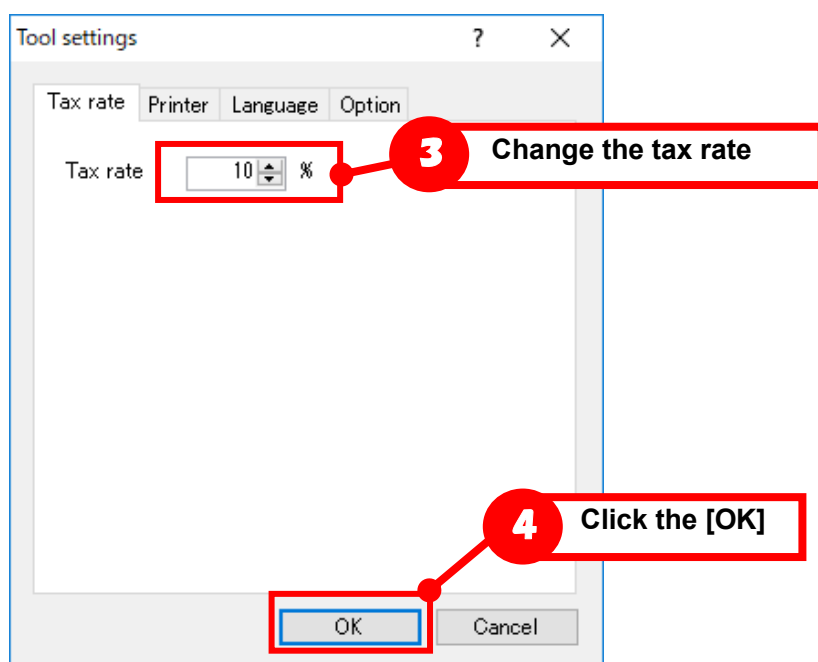 Tool settings ? ×
Tax rate Printer Language Option
3 Change the tax rate
Tax rate 10 %
4 Click the [OK]
OK Cancel